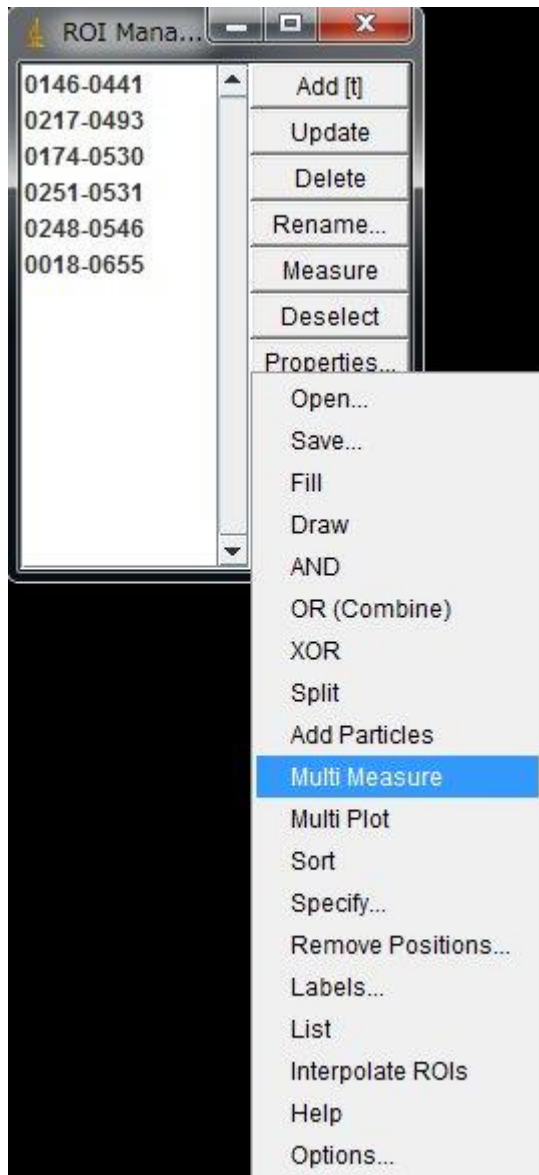 ROI Mana...
0146-0441
0217-0493
0174-0530
0251-0531
0248-0546
0018-0655
Add [t]
Update
Delete
Rename...
Measure
Deselect
Properties...
Open...
Save...
Fill
Draw
AND
OR (Combine)
XOR
Split
Add Particles
Multi Measure
Multi Plot
Sort
Specify...
Remove Positions...
Labels...
List
Interpolate ROIs
Help
Options...